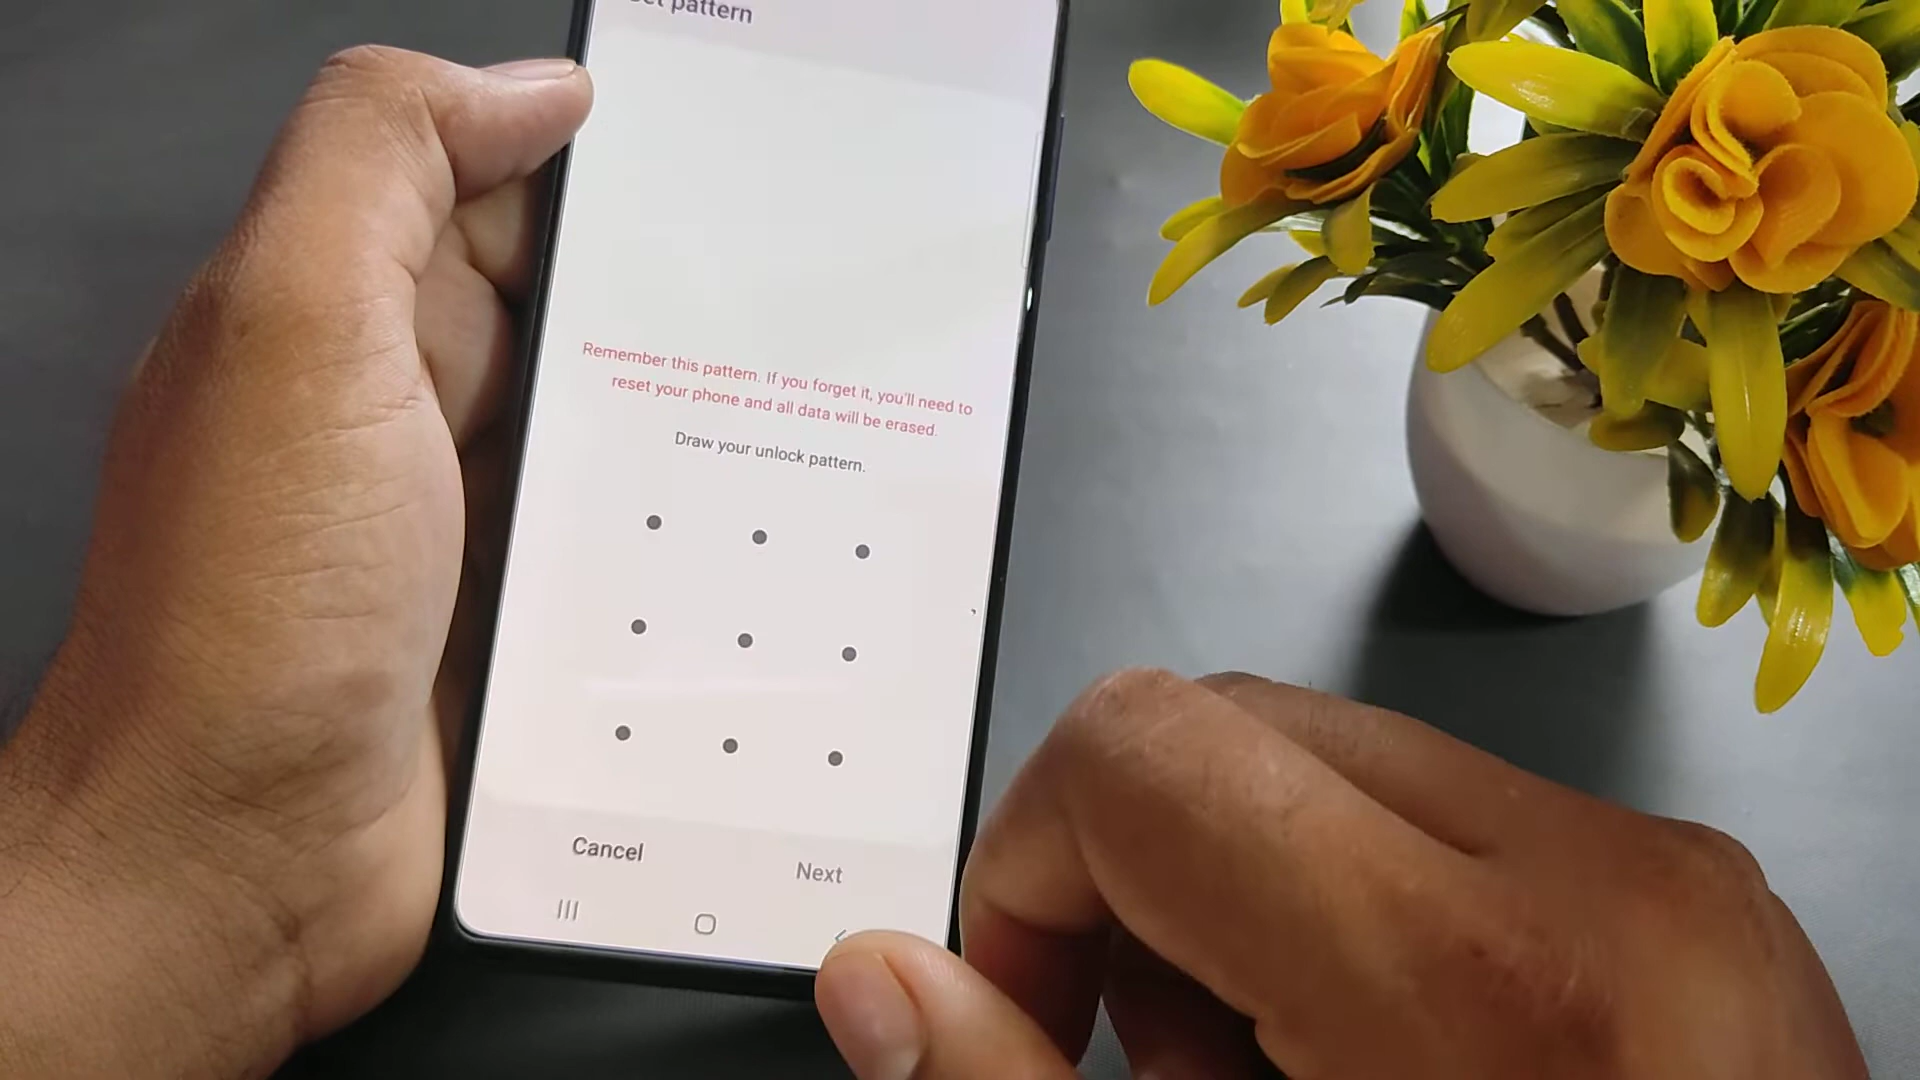 pattern
Remember this pattern. If you forget it, you'll need to
reset your phone and all data will be erased.
Draw your unlock pattern.
Cancel
Next